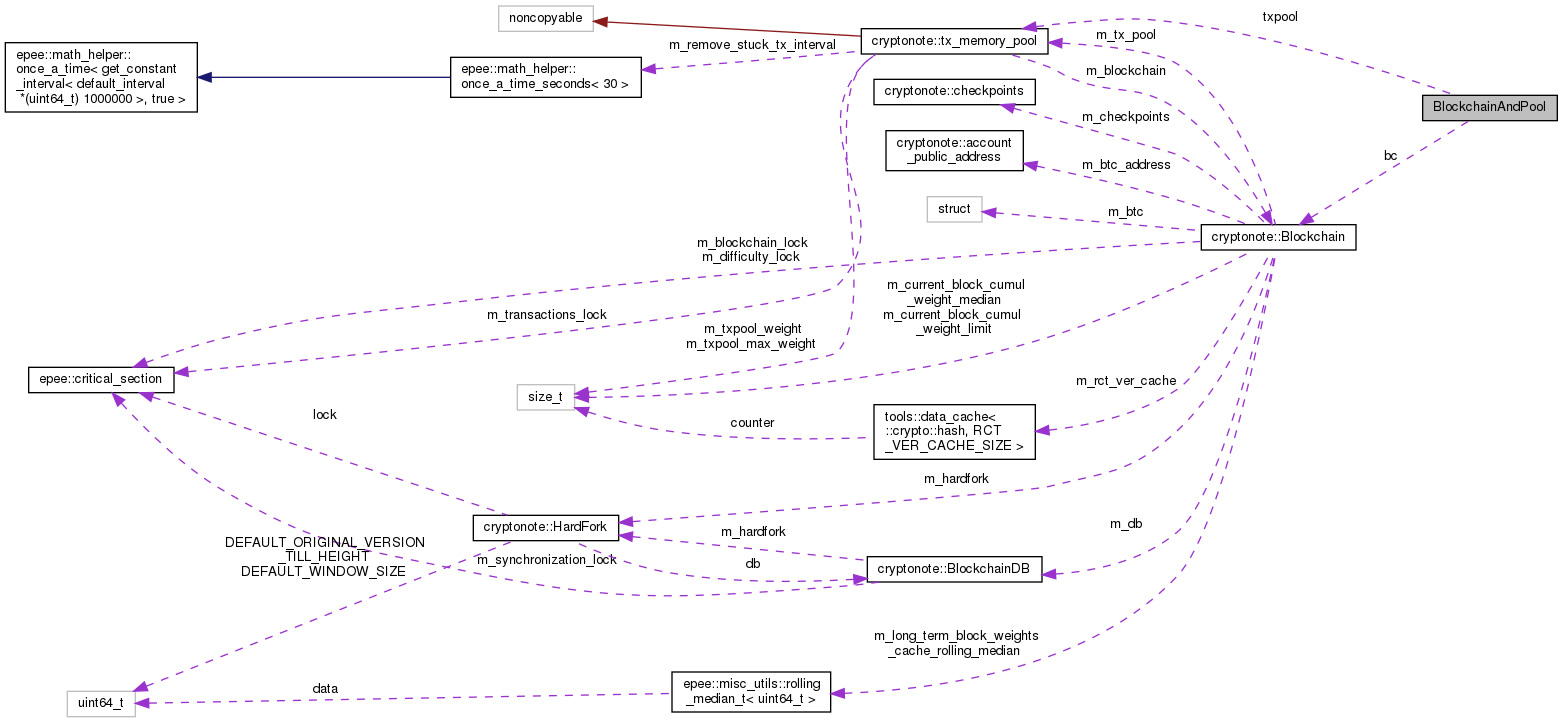 noncopyable
txpool
cryptonote::tx_memory_pool
m_tx_pool
m_remove_stuck_tx_interval
epee::math_helper::
once_a_time< get_constant
_interval< default_interval
*(uint64_t) 1000000 >, true >
epee::math_helper::
once_a_time_seconds< 30 >
m_blockchain
cryptonote::checkpoints
BlockchainAndPool
m_checkpoints
cryptonote::account
_public_address
bc
m_btc_address
struct
m_btc
cryptonote::Blockchain
m_blockchain_lock
m_difficulty_lock
m_current_block_cumul
_weight_median
m_current_block_cumul
_weight_limit
m_transactions_lock
m_txpool_weight
m_txpool_max_weight
epee::critical_section
m_rct_ver_cache
size_t
lock
counter
tools::data_cache<
::crypto::hash, RCT
_VER_CACHE_SIZE >
m_hardfork
cryptonote::HardFork
m_hardfork
m_db
DEFAULT_ORIGINAL_VERSION
_TILL_HEIGHT
DEFAULT_WINDOW_SIZE
m_synchronization_lock
db
cryptonote::BlockchainDB
m_long_term_block_weights
_cache_rolling_median
uint64_t
data
epee::misc_utils::rolling
_median_t< uint64_t >